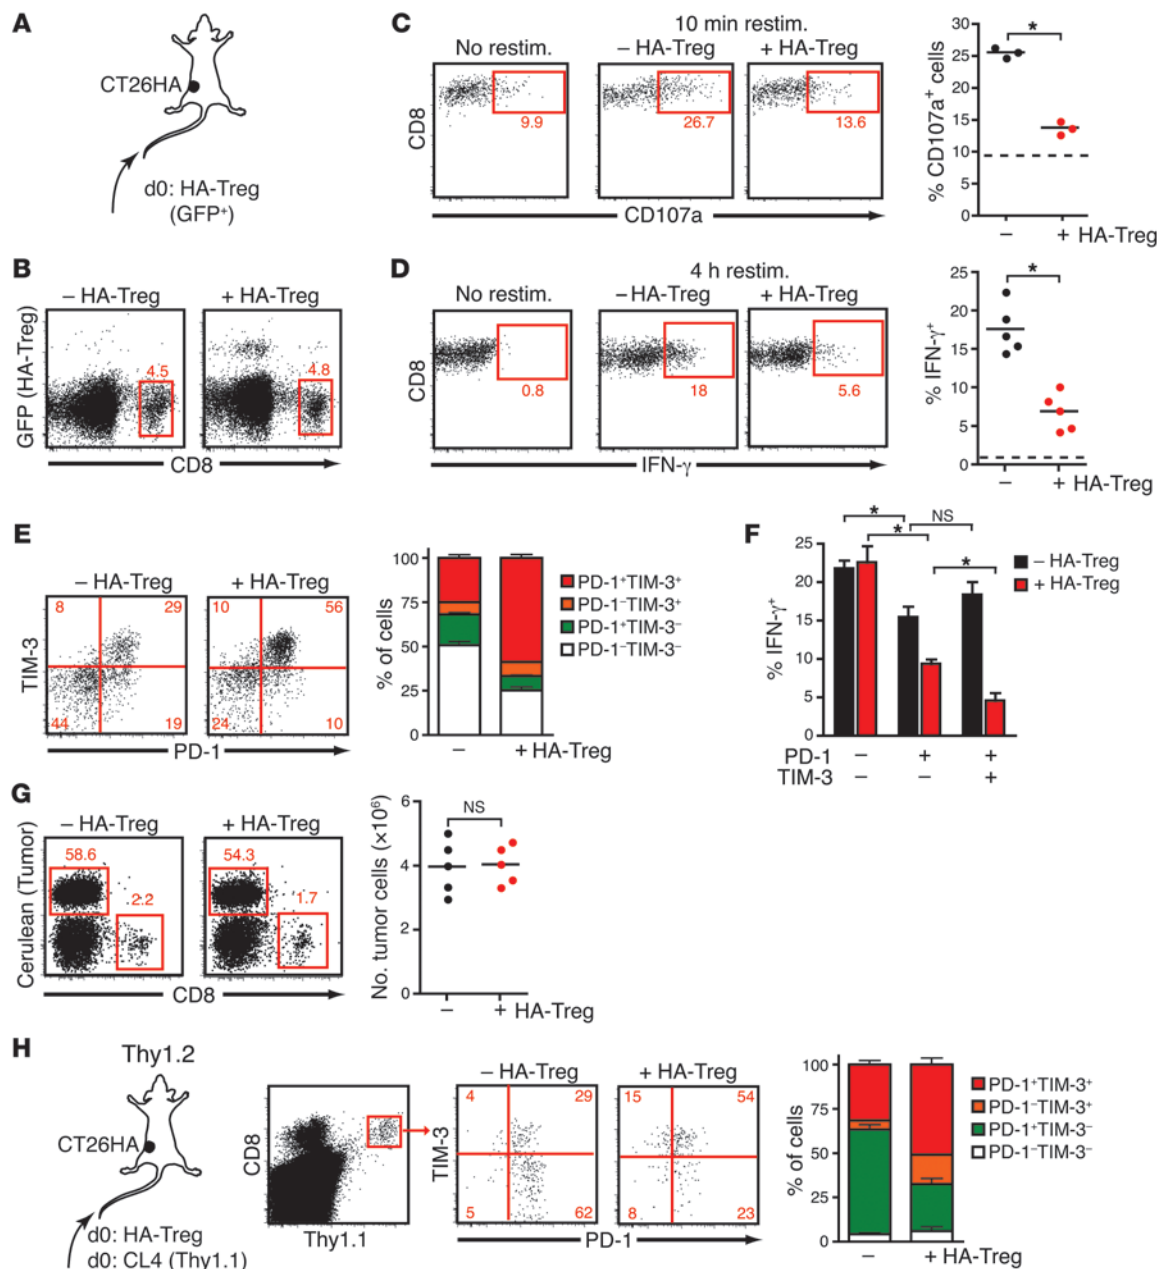 A
CT26HA
d0: HA-Treg
(GFP⁺)
B
– HA-Treg
+ HA-Treg
GFP (HA-Treg)
4.5
4.8
CD8
C
10 min restim.
No restim.
– HA-Treg
+ HA-Treg
CD8
9.9
26.7
13.6
CD107a
% CD107a⁺ cells
30
25
20
15
10
5
0
*
–
+ HA-Treg
D
4 h restim.
No restim.
– HA-Treg
+ HA-Treg
CD8
0.8
18
5.6
IFN-γ
% IFN-γ⁺
25
20
15
10
5
0
*
–
+ HA-Treg
E
– HA-Treg
+ HA-Treg
TIM-3
8
29
44
19
10
56
24
10
PD-1
% of cells
100
75
50
25
0
–
+ HA-Treg
PD-1⁺TIM-3⁺
PD-1⁻TIM-3⁺
PD-1⁺TIM-3⁻
PD-1⁻TIM-3⁻
F
* NS
* *
% IFN-γ⁺
25
20
15
10
5
0
– HA-Treg
+ HA-Treg
PD-1 – + +
TIM-3 – – +
G
– HA-Treg
+ HA-Treg
Cerulean (Tumor)
58.6
2.2
54.3
1.7
CD8
No. tumor cells (×10⁶)
6
4
2
0
NS
–
+ HA-Treg
H
Thy1.2
CT26HA
d0: HA-Treg
d0: CL4 (Thy1.1)
CD8
Thy1.1
– HA-Treg
+ HA-Treg
TIM-3
4
29
5
62
15
54
8
23
PD-1
% of cells
100
75
50
25
0
–
+ HA-Treg
PD-1⁺TIM-3⁺
PD-1⁻TIM-3⁺
PD-1⁺TIM-3⁻
PD-1⁻TIM-3⁻